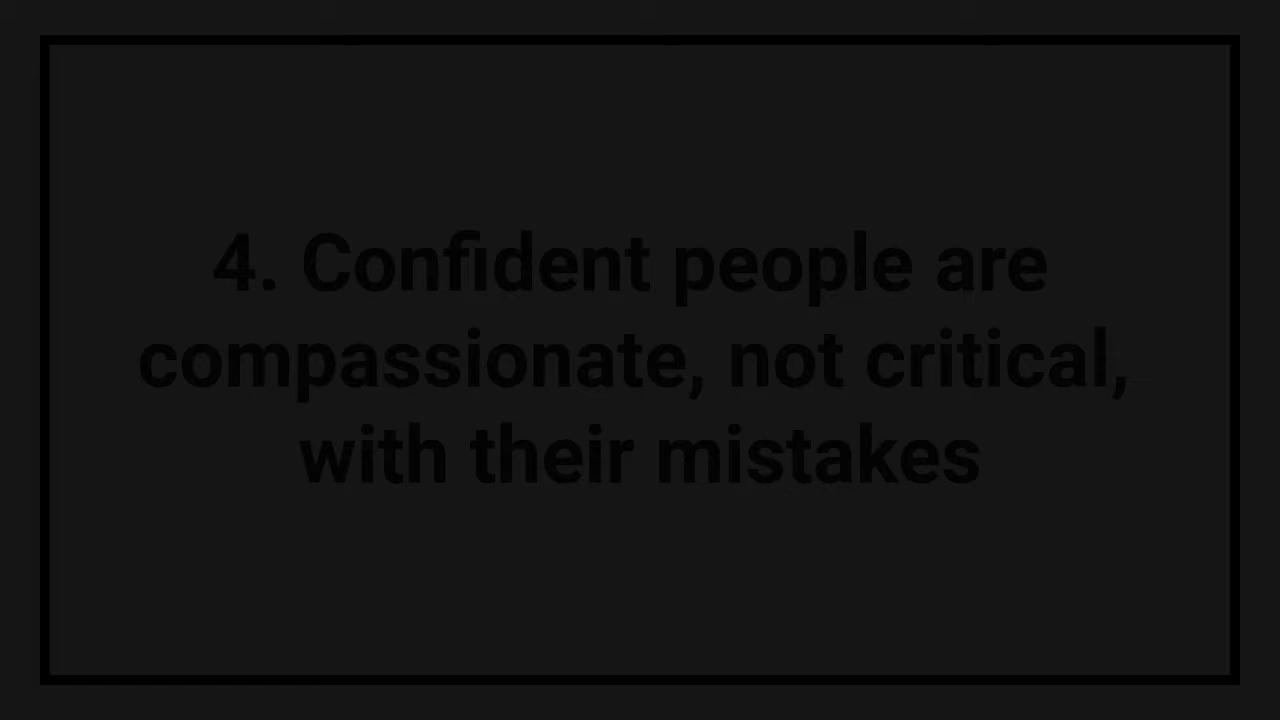 4. Confident people are
compassionate, not critical,
with their mistakes